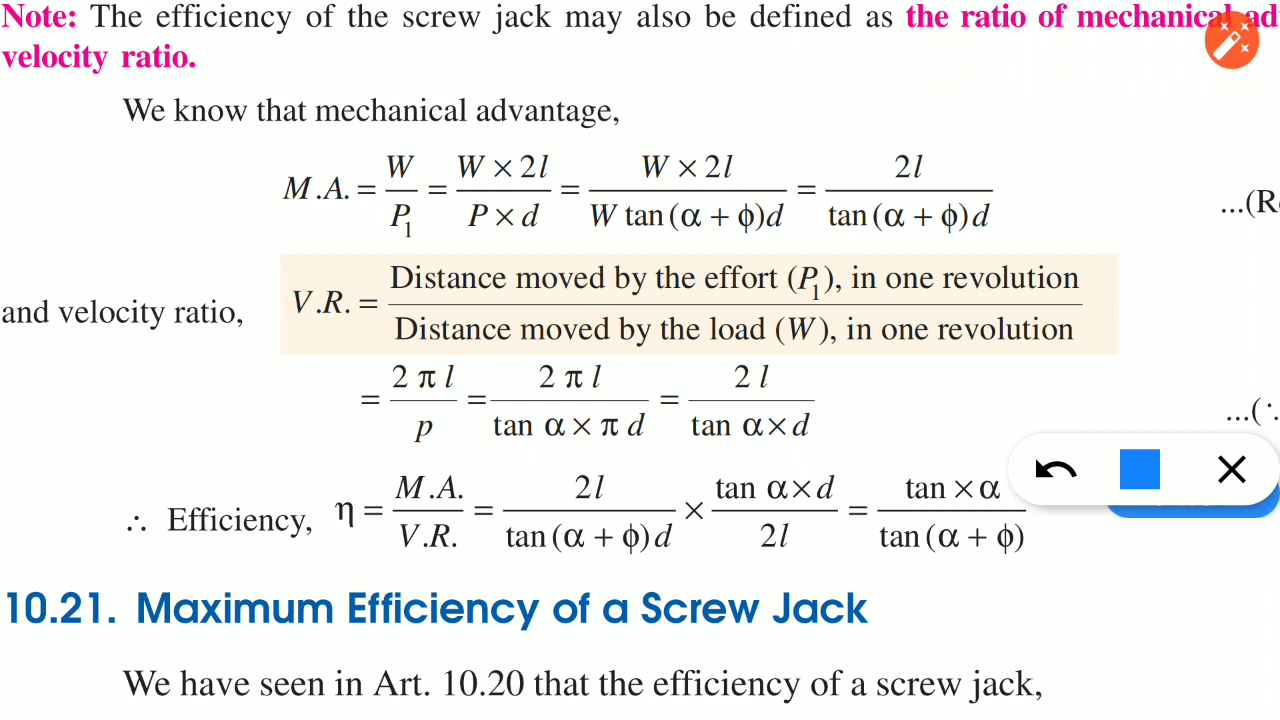 Note: The efficiency of the screw jack may also be defined as the ratio of mechanical ad
velocity ratio.
We know that mechanical advantage,
M.A. = W/P₁ = (W × 2l)/(P × d) = (W × 2l)/(W tan (α + ϕ)d) = 2l/(tan (α + ϕ)d) ...(R
and velocity ratio, V.R. = Distance moved by the effort (P₁), in one revolution / Distance moved by the load (W), in one revolution
= 2 π l/p = 2 π l/(tan α × π d) = 2 l/(tan α × d) ...(∵
∴ Efficiency, η = M.A./V.R. = 2l/(tan (α + ϕ)d) × (tan α × d)/2l = tan × α/tan (α + ϕ)
10.21. Maximum Efficiency of a Screw Jack
We have seen in Art. 10.20 that the efficiency of a screw jack,